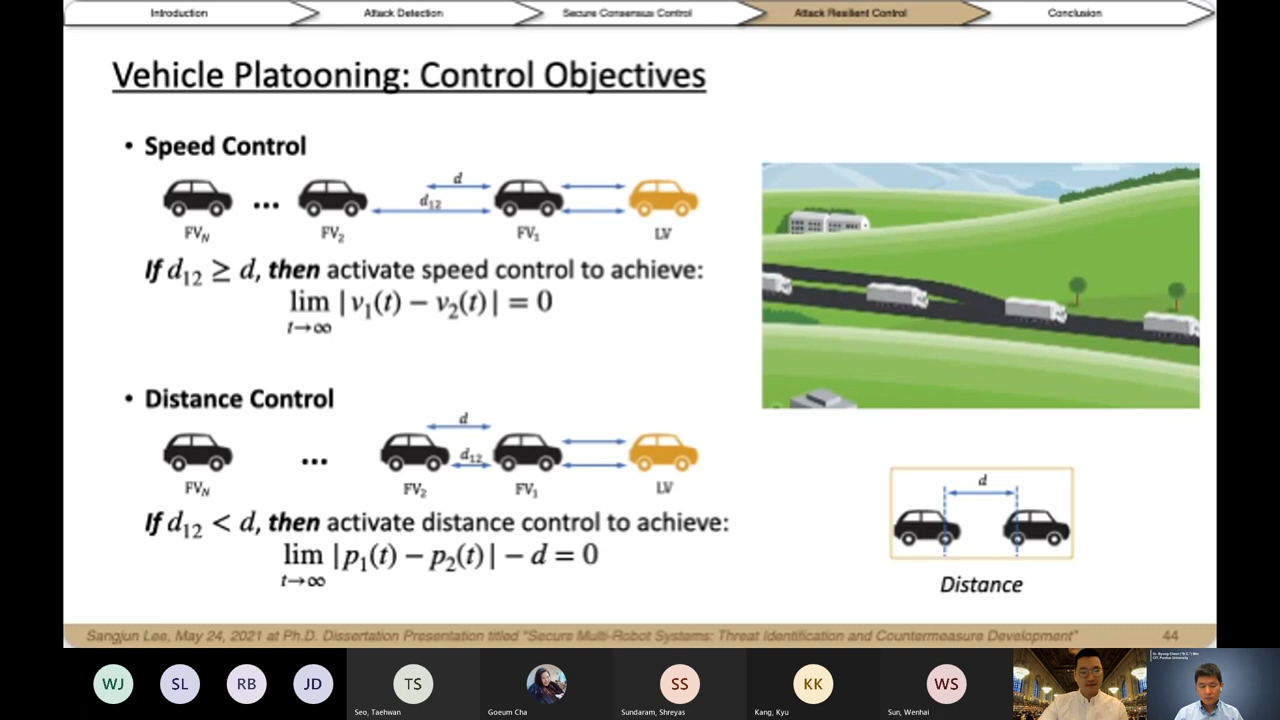 Introduction
Attack Detection
Secure Consensus Control
Attack Resilient Control
Conclusion
Vehicle Platooning: Control Objectives
• Speed Control
d
d₁₂
...
FV_N
FV₂
FV₁
LV
If d₁₂ ≥ d, then activate speed control to achieve:
lim |v₁(t) − v₂(t)| = 0
t→∞
• Distance Control
d
d₁₂
...
FV_N
FV₂
FV₁
LV
If d₁₂ < d, then activate distance control to achieve:
lim |p₁(t) − p₂(t)| − d = 0
t→∞
d
Distance
Sangjun Lee, May 24, 2021 at Ph.D. Dissertation Presentation titled "Secure Multi-Robot Systems: Threat Identification and Countermeasure Development"
44
WJ
SL
RB
JD
TS
Seo, Taehwan
Goeum Cha
SS
Sundaram, Shreyas
KK
Kang, Kyu
WS
Sun, Wenhai